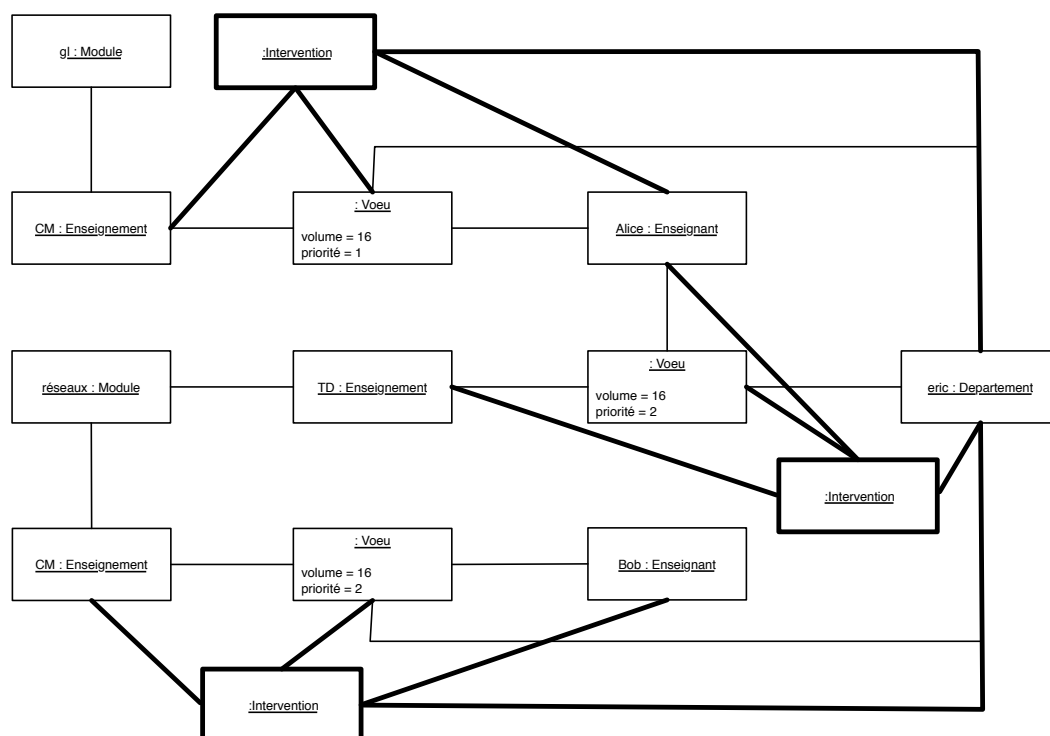 gl : Module
:Intervention
CM : Enseignement
: Voeu
volume = 16
priorité = 1
Alice : Enseignant
réseaux : Module
TD : Enseignement
: Voeu
volume = 16
priorité = 2
eric : Departement
:Intervention
CM : Enseignement
: Voeu
volume = 16
priorité = 2
Bob : Enseignant
:Intervention